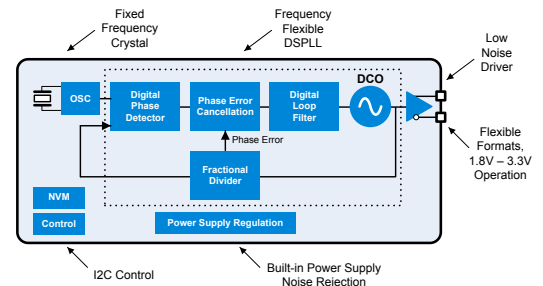 Fixed
Frequency
Crystal
Frequency
Flexible
DSPLL
Low
Noise
Driver
OSC
Digital
Phase
Detector
Phase Error
Cancellation
Digital
Loop
Filter
DCO
Phase Error
Fractional
Divider
Flexible
Formats,
1.8V – 3.3V
Operation
NVM
Control
Power Supply Regulation
I2C Control
Built-in Power Supply
Noise Rejection